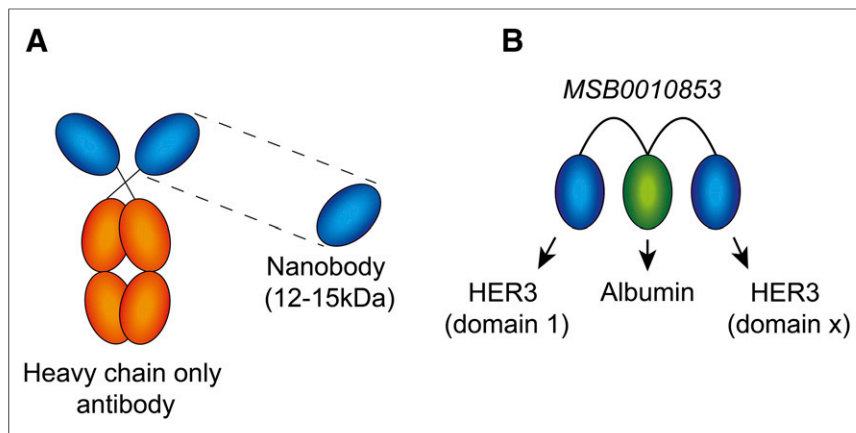 A
Nanobody
(12-15kDa)
Heavy chain only
antibody
B
MSB0010853
HER3
(domain 1)
Albumin
HER3
(domain x)